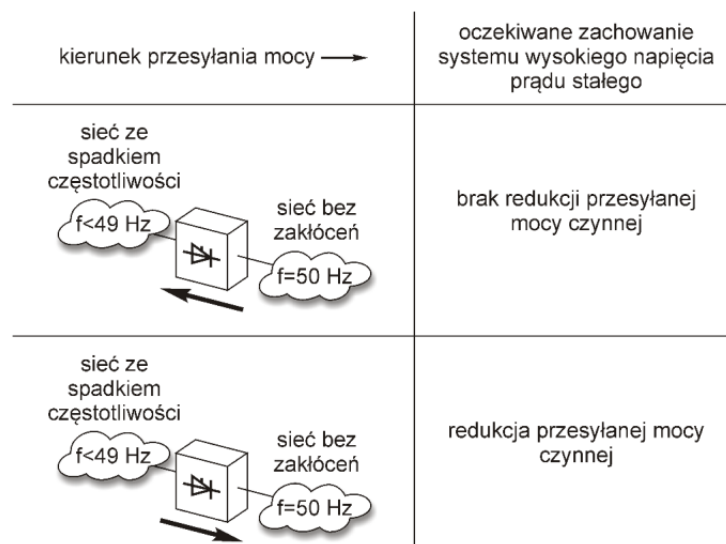 kierunek przesyłania mocy
oczekiwane zachowanie
systemu wysokiego napięcia
prądu stałego
sieć ze
spadkiem
częstotliwości
f<49 Hz
sieć bez
zakłóceń
f=50 Hz
brak redukcji przesyłanej
mocy czynnej
sieć ze
spadkiem
częstotliwości
f<49 Hz
sieć bez
zakłóceń
f=50 Hz
redukcja przesyłanej mocy
czynnej